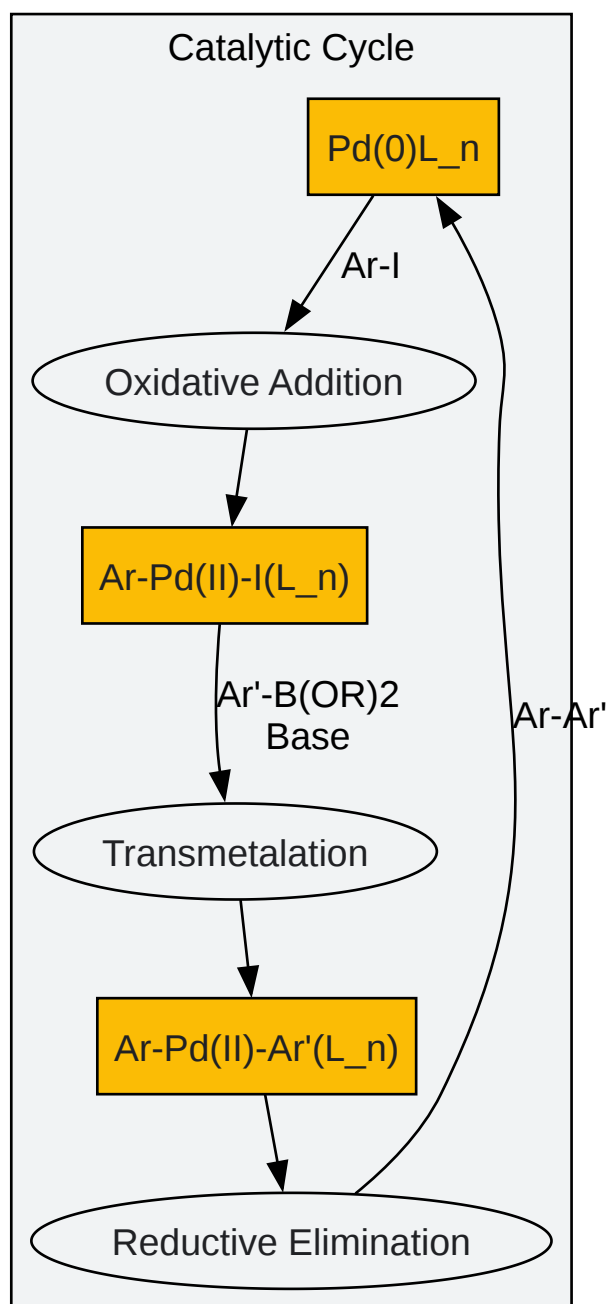 Catalytic Cycle
Pd(0)L_n
Ar-I
Oxidative Addition
Ar-Pd(II)-I(L_n)
Ar'-B(OR)2
Base
Ar-Ar'
Transmetalation
Ar-Pd(II)-Ar'(L_n)
Reductive Elimination